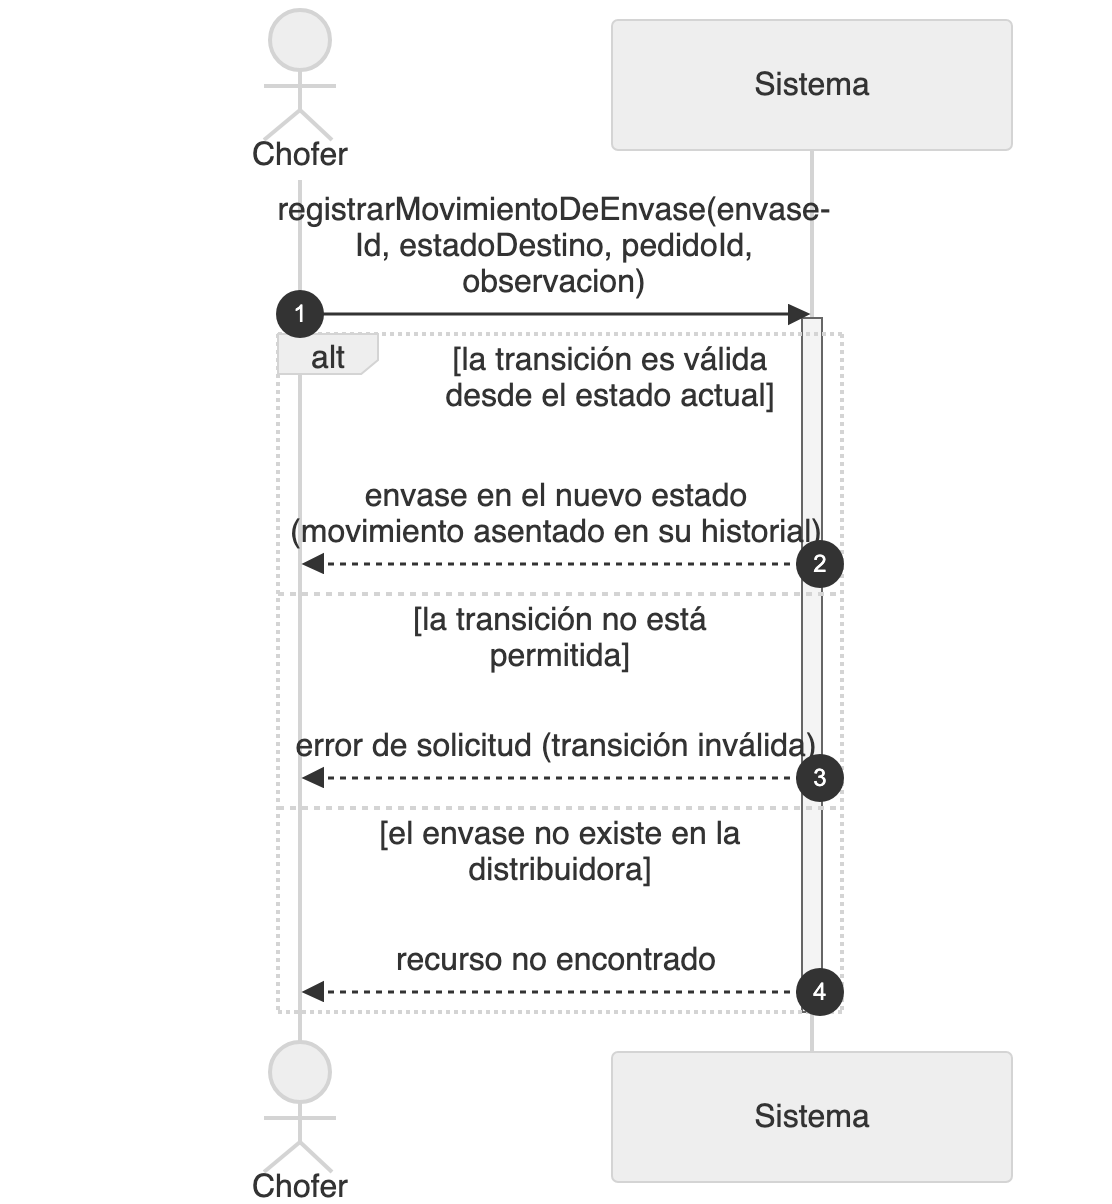 Sistema
Chofer
registrarMovimientoDeEnvase(envase-
Id, estadoDestino, pedidoId,
observacion)
1
alt
[la transición es válida
desde el estado actual]
envase en el nuevo estado
(movimiento asentado en su historial)
2
[la transición no está
permitida]
error de solicitud (transición inválida)
3
[el envase no existe en la
distribuidora]
recurso no encontrado
4
Sistema
Chofer